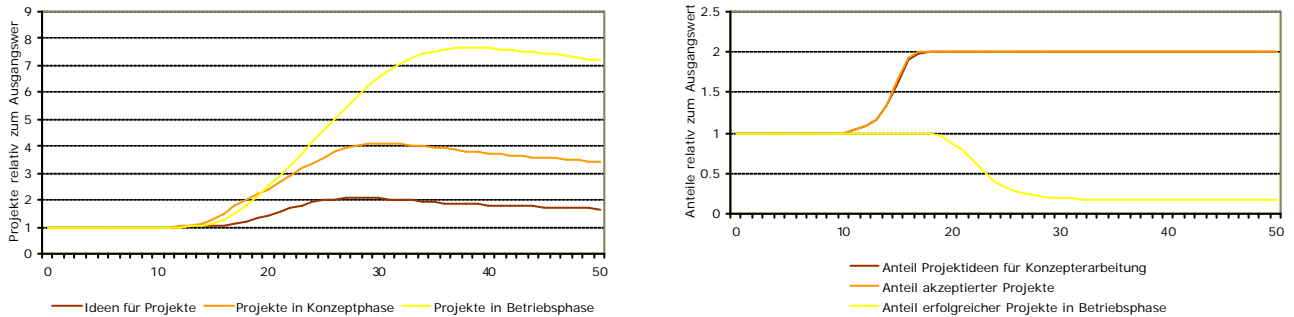 Projekte relativ zum Ausgangswer
9
8
7
6
5
4
3
2
1
0
0 10 20 30 40 50
Ideen für Projekte Projekte in Konzeptphase Projekte in Betriebsphase
Anteile relativ zum Ausgangswert
2.5
2
1.5
1
0.5
0
0 10 20 30 40 50
Anteil Projektideen für Konzepterarbeitung
Anteil akzeptierter Projekte
Anteil erfolgreicher Projekte in Betriebsphase